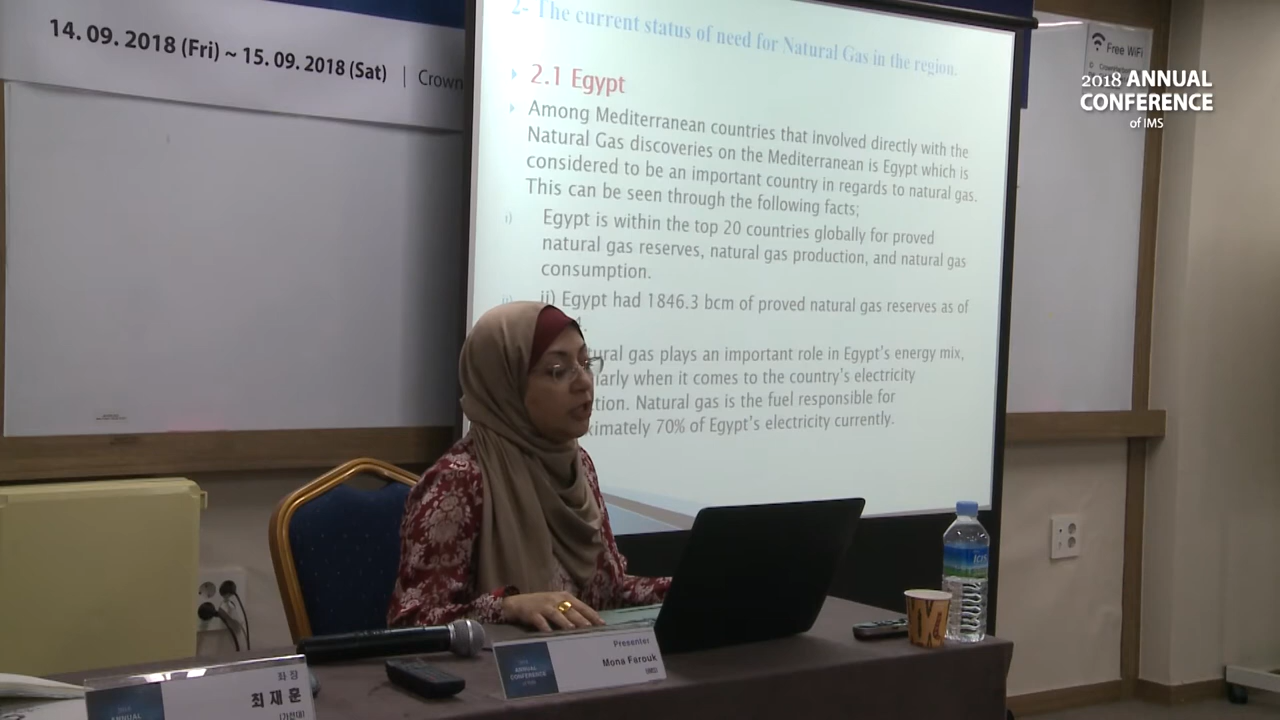 14. 09. 2018 (Fri) ~ 15. 09. 2018 (Sat) | Crown
2- The current status of need for Natural Gas in the region.
2.1 Egypt
Among Mediterranean countries that involved directly with the
Natural Gas discoveries on the Mediterranean is Egypt which is
considered to be an important country in regards to natural gas.
This can be seen through the following facts;
i) Egypt is within the top 20 countries globally for proved
natural gas reserves, natural gas production, and natural gas
consumption.
ii) Egypt had 1846.3 bcm of proved natural gas reserves as of
tural gas plays an important role in Egypt's energy mix,
larly when it comes to the country's electricity
tion. Natural gas is the fuel responsible for
ximately 70% of Egypt's electricity currently.
Free WiFi
2018 ANNUAL
CONFERENCE
of IMS
Presenter
Mona Farouk
ANNUAL
CONFERENCE
좌장
최재훈
ANNUAL